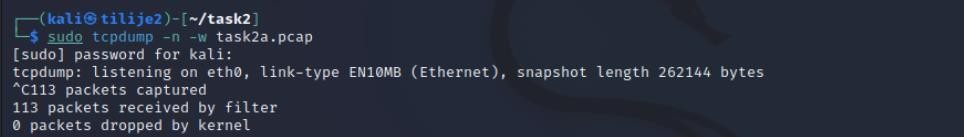 ┌──(kali㉿tilije2)-[~/task2]
└─$ sudo tcpdump -n -w task2a.pcap
[sudo] password for kali:
tcpdump: listening on eth0, link-type EN10MB (Ethernet), snapshot length 262144 bytes
^C113 packets captured
113 packets received by filter
0 packets dropped by kernel